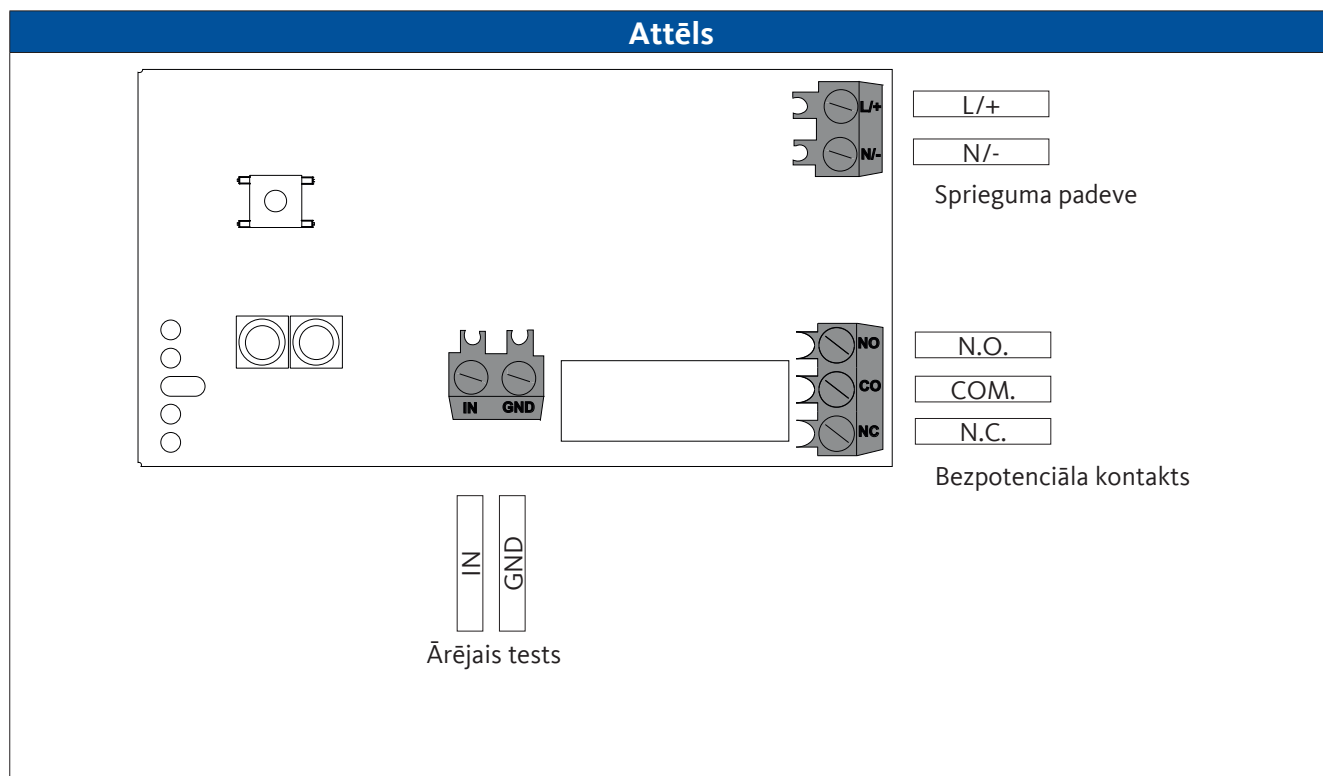 Attēls
L/+
L/+
N/-
N/-
Sprieguma padeve
NO
N.O.
CO
COM.
NC
N.C.
IN GND
Bezpotenciāla kontakts
IN
GND
Ārējais tests